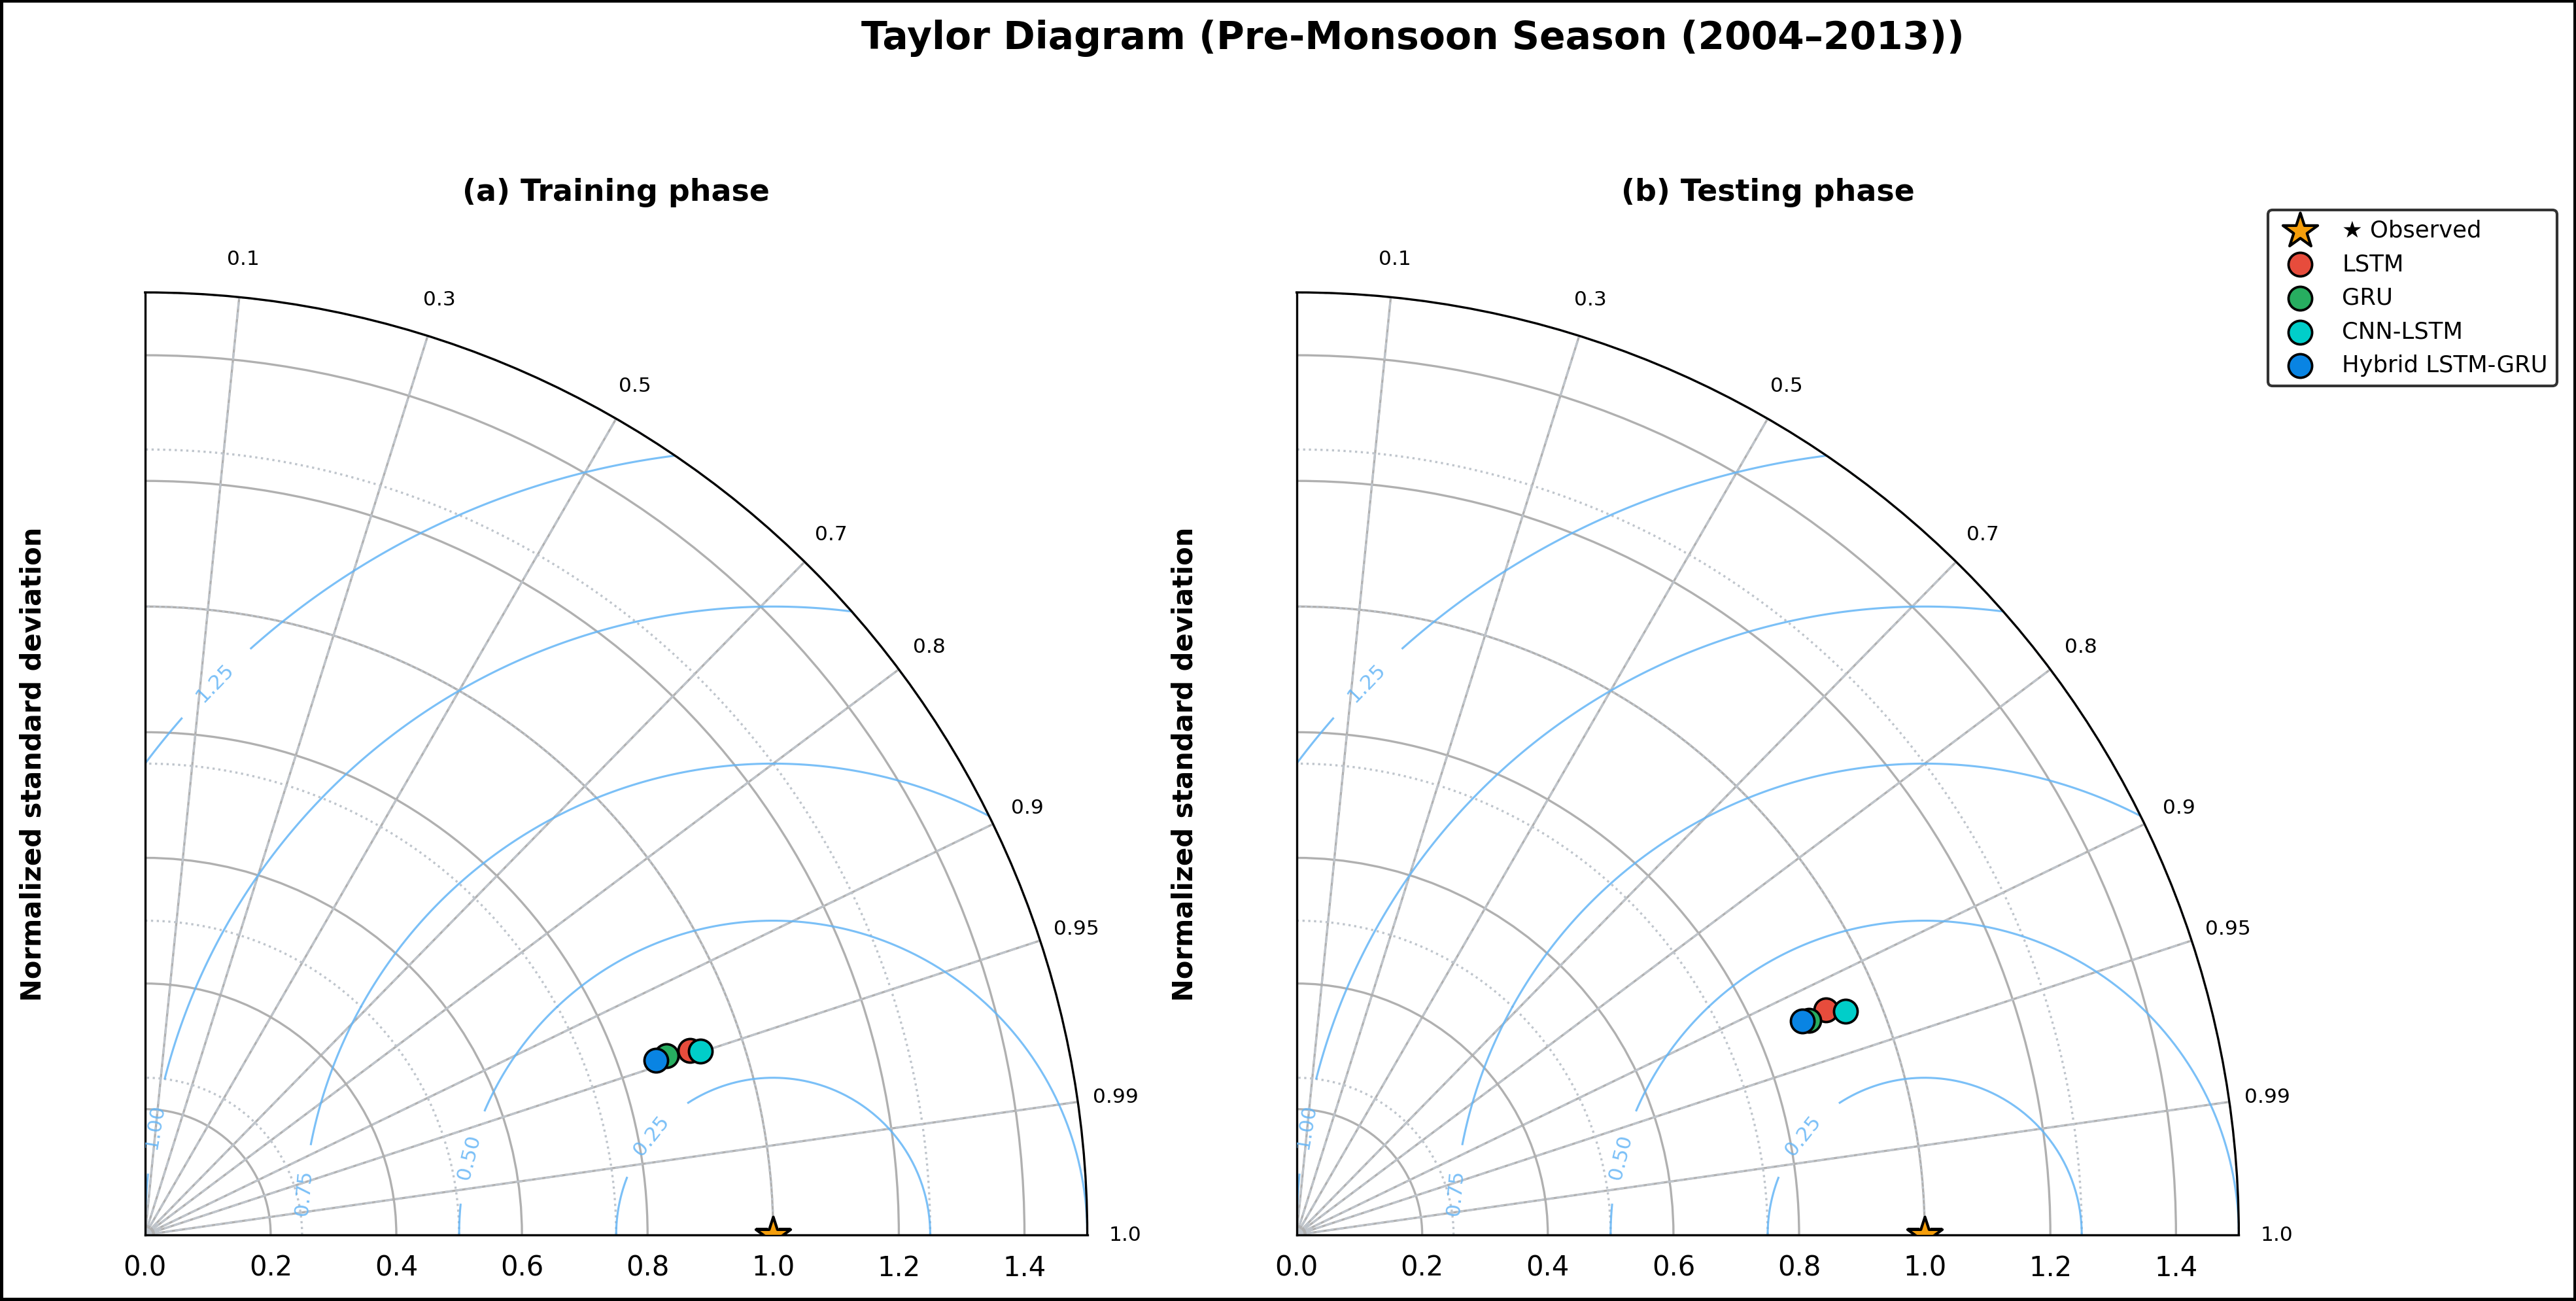 Taylor Diagram (Pre-Monsoon Season (2004–2013))
(a) Training phase
Normalized standard deviation
0.1
0.3
0.5
0.7
0.8
0.9
0.95
0.99
1.0
1.25
1.00
0.75
0.50
0.25
0.0 0.2 0.4 0.6 0.8 1.0 1.2 1.4
(b) Testing phase
Normalized standard deviation
0.1
0.3
0.5
0.7
0.8
0.9
0.95
0.99
1.0
1.25
1.00
0.75
0.50
0.25
0.0 0.2 0.4 0.6 0.8 1.0 1.2 1.4
★ Observed
LSTM
GRU
CNN-LSTM
Hybrid LSTM-GRU